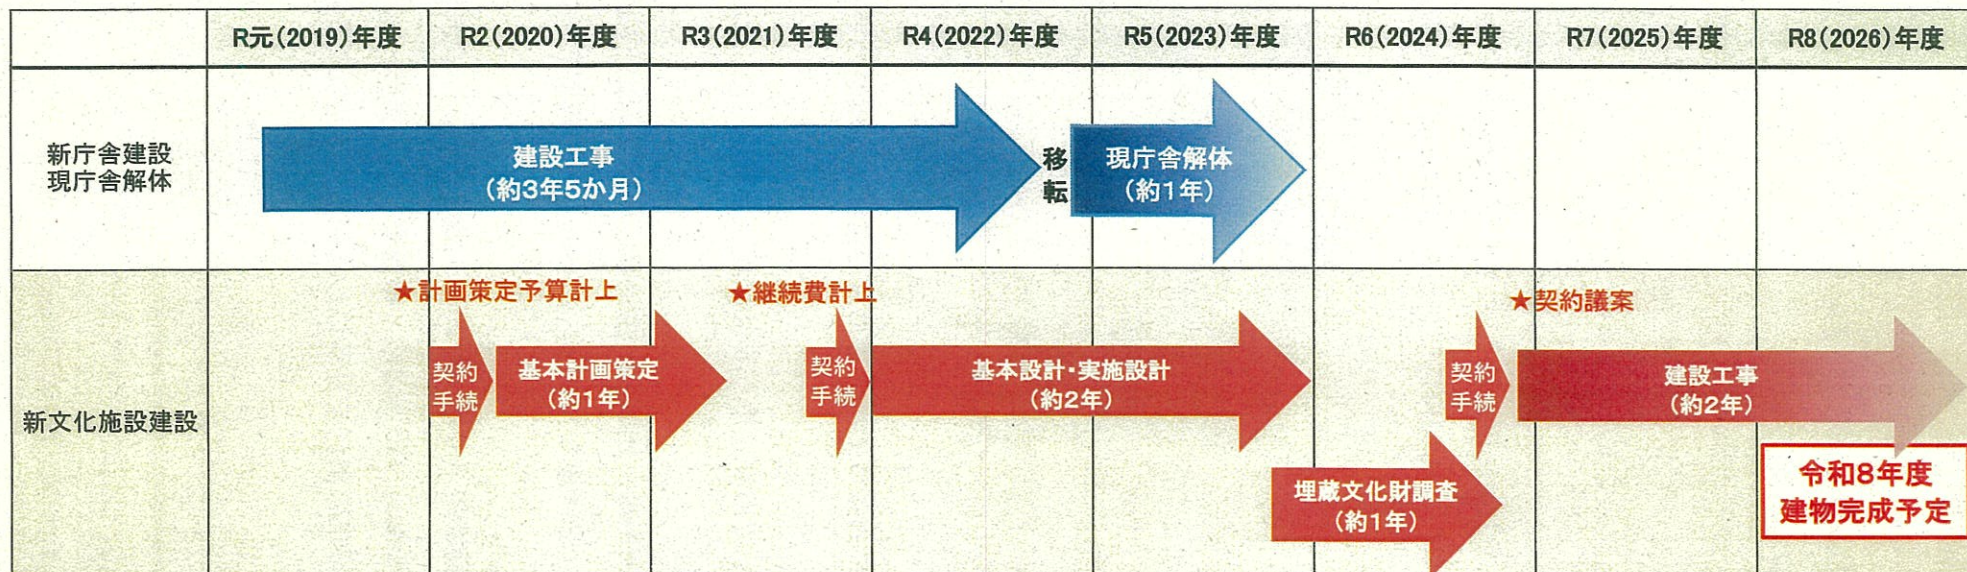 R元(2019)年度
R2(2020)年度
R3(2021)年度
R4(2022)年度
R5(2023)年度
R6(2024)年度
R7(2025)年度
R8(2026)年度
新庁舎建設
現庁舎解体
建設工事
(約3年5か月)
移
転
現庁舎解体
(約1年)
新文化施設建設
★計画策定予算計上
★継続費計上
★契約議案
契約
手続
基本計画策定
(約1年)
契約
手続
基本設計・実施設計
(約2年)
契約
手続
建設工事
(約2年)
埋蔵文化財調査
(約1年)
令和8年度
建物完成予定